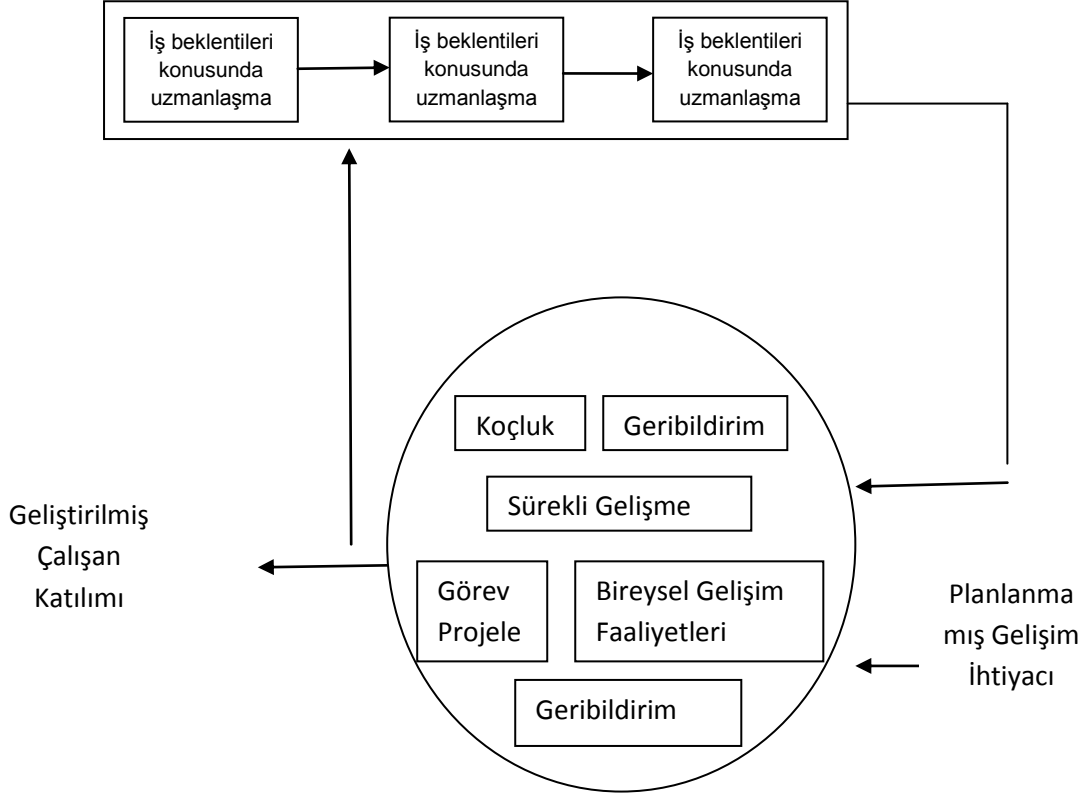 İş beklentileri
konusunda
uzmanlaşma
İş beklentileri
konusunda
uzmanlaşma
İş beklentileri
konusunda
uzmanlaşma
Koçluk
Geribildirim
Sürekli Gelişme
Geliştirilmiş
Çalışan
Katılımı
Görev
Projele
Bireysel Gelişim
Faaliyetleri
Planlanma
mış Gelişim
İhtiyacı
Geribildirim